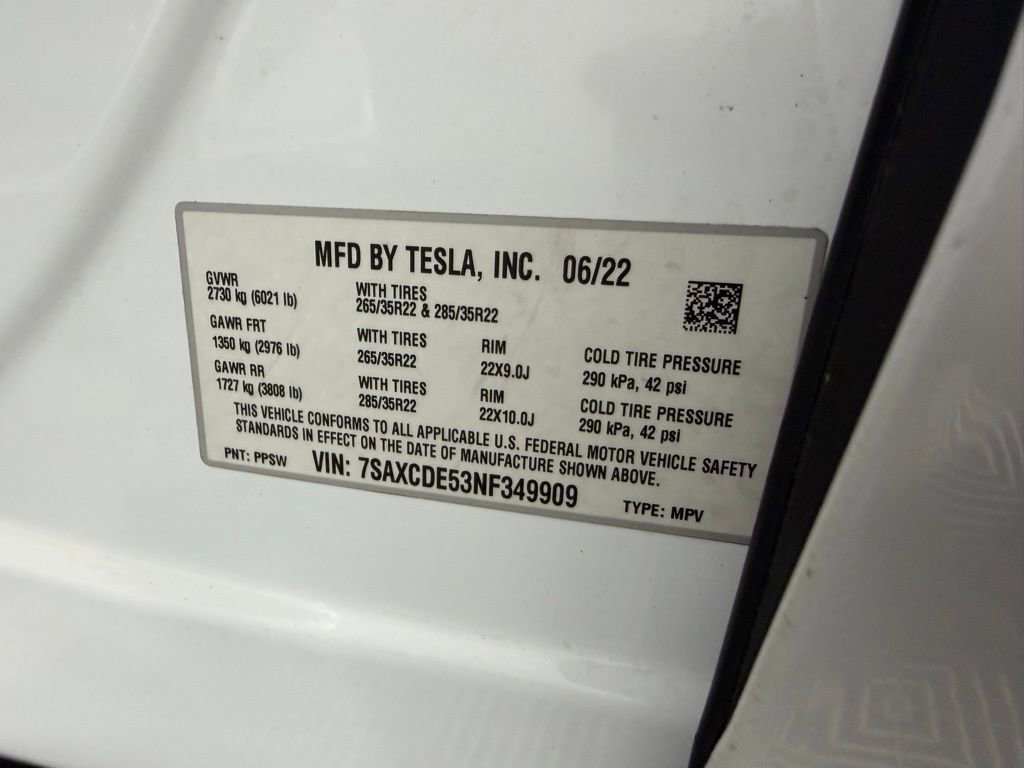 MFD BY TESLA, INC. 06/22
GVWR
2730 kg (6021 lb)
WITH TIRES
265/35R22 & 285/35R22
GAWR FRT
1350 kg (2976 lb)
WITH TIRES
265/35R22
RIM
22X9.0J
COLD TIRE PRESSURE
290 kPa, 42 psi
GAWR RR
1727 kg (3808 lb)
WITH TIRES
285/35R22
RIM
22X10.0J
COLD TIRE PRESSURE
290 kPa, 42 psi
THIS VEHICLE CONFORMS TO ALL APPLICABLE U.S. FEDERAL MOTOR VEHICLE SAFETY
STANDARDS IN EFFECT ON THE DATE OF MANUFACTURE SHOWN ABOVE.
PNT: PPSW VIN: 7SAXCDE53NF349909 TYPE: MPV